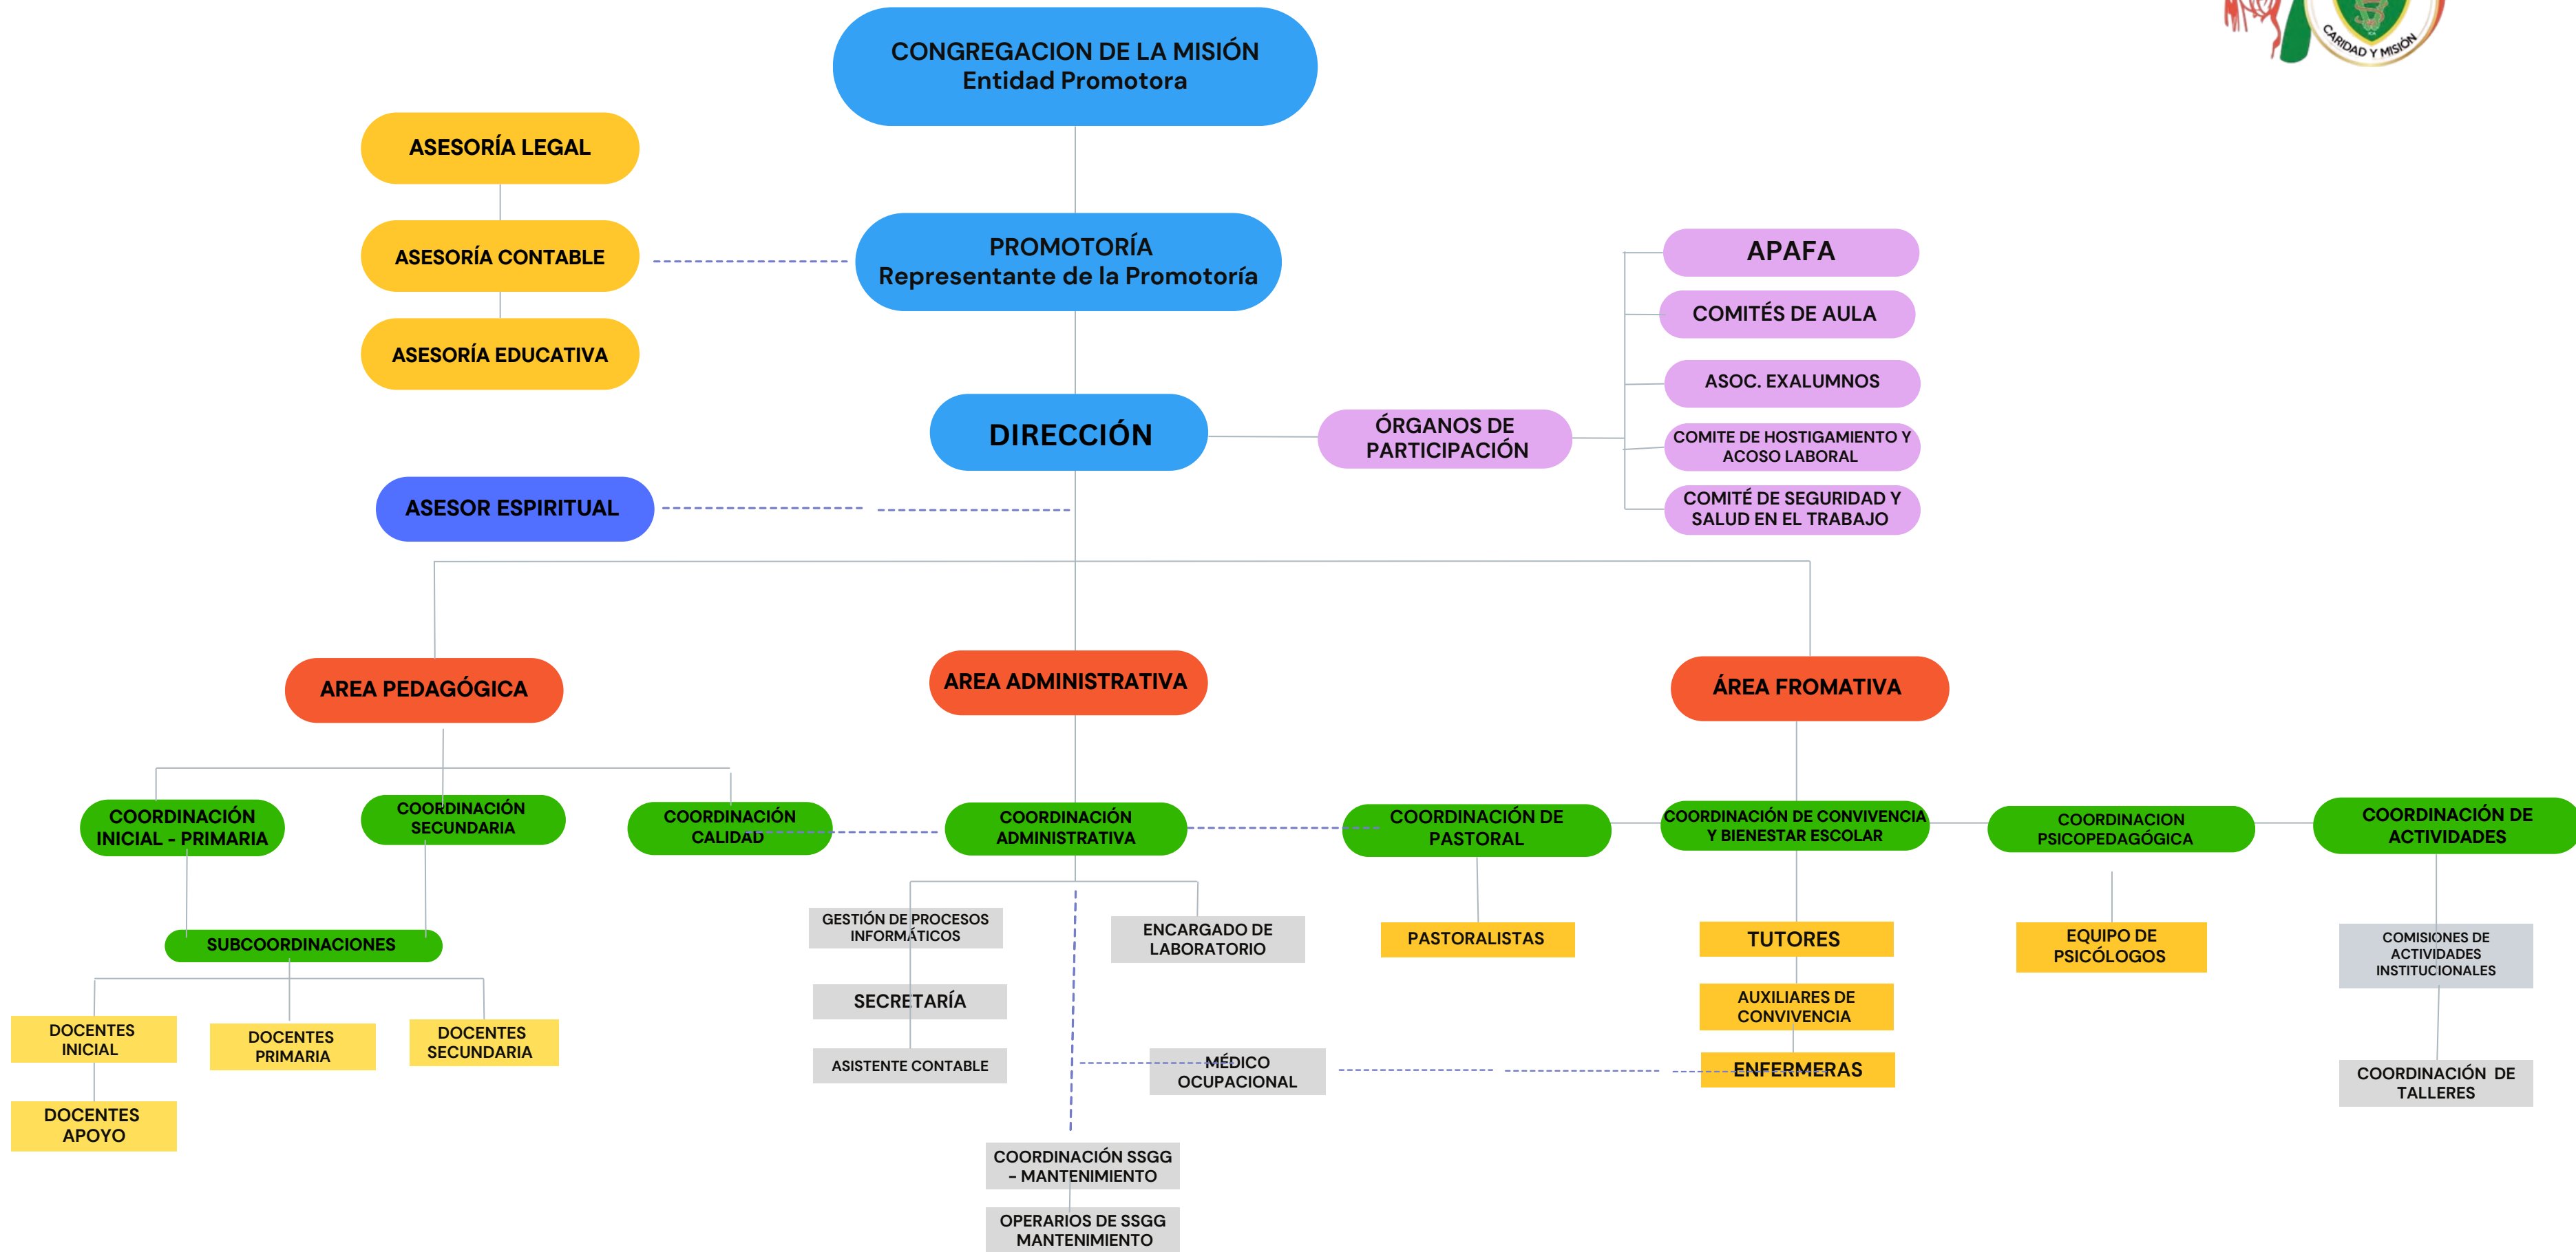 CONGREGACION DE LA MISIÓN
Entidad Promotora
CARIDAD Y MISIÓN
ASESORÍA LEGAL
ASESORÍA CONTABLE
ASESORÍA EDUCATIVA
PROMOTORÍA
Representante de la Promotoría
APAFA
COMITÉS DE AULA
ASOC. EXALUMNOS
COMITE DE HOSTIGAMIENTO Y
ACOSO LABORAL
COMITÉ DE SEGURIDAD Y
SALUD EN EL TRABAJO
DIRECCIÓN
ÓRGANOS DE
PARTICIPACIÓN
ASESOR ESPIRITUAL
AREA PEDAGÓGICA
AREA ADMINISTRATIVA
ÁREA FROMATIVA
COORDINACIÓN
INICIAL - PRIMARIA
COORDINACIÓN
SECUNDARIA
COORDINACIÓN
CALIDAD
COORDINACIÓN
ADMINISTRATIVA
COORDINACIÓN DE
PASTORAL
COORDINACIÓN DE CONVIVENCIA
Y BIENESTAR ESCOLAR
COORDINACION
PSICOPEDAGÓGICA
COORDINACIÓN DE
ACTIVIDADES
SUBCOORDINACIONES
DOCENTES
INICIAL
DOCENTES
PRIMARIA
DOCENTES
SECUNDARIA
DOCENTES
APOYO
GESTIÓN DE PROCESOS
INFORMÁTICOS
SECRETARÍA
ASISTENTE CONTABLE
ENCARGADO DE
LABORATORIO
MÉDICO
OCUPACIONAL
COORDINACIÓN SSGG
- MANTENIMIENTO
OPERARIOS DE SSGG
MANTENIMIENTO
PASTORALISTAS
TUTORES
AUXILIARES DE
CONVIVENCIA
ENFERMERAS
EQUIPO DE
PSICÓLOGOS
COMISIONES DE
ACTIVIDADES
INSTITUCIONALES
COORDINACIÓN DE
TALLERES